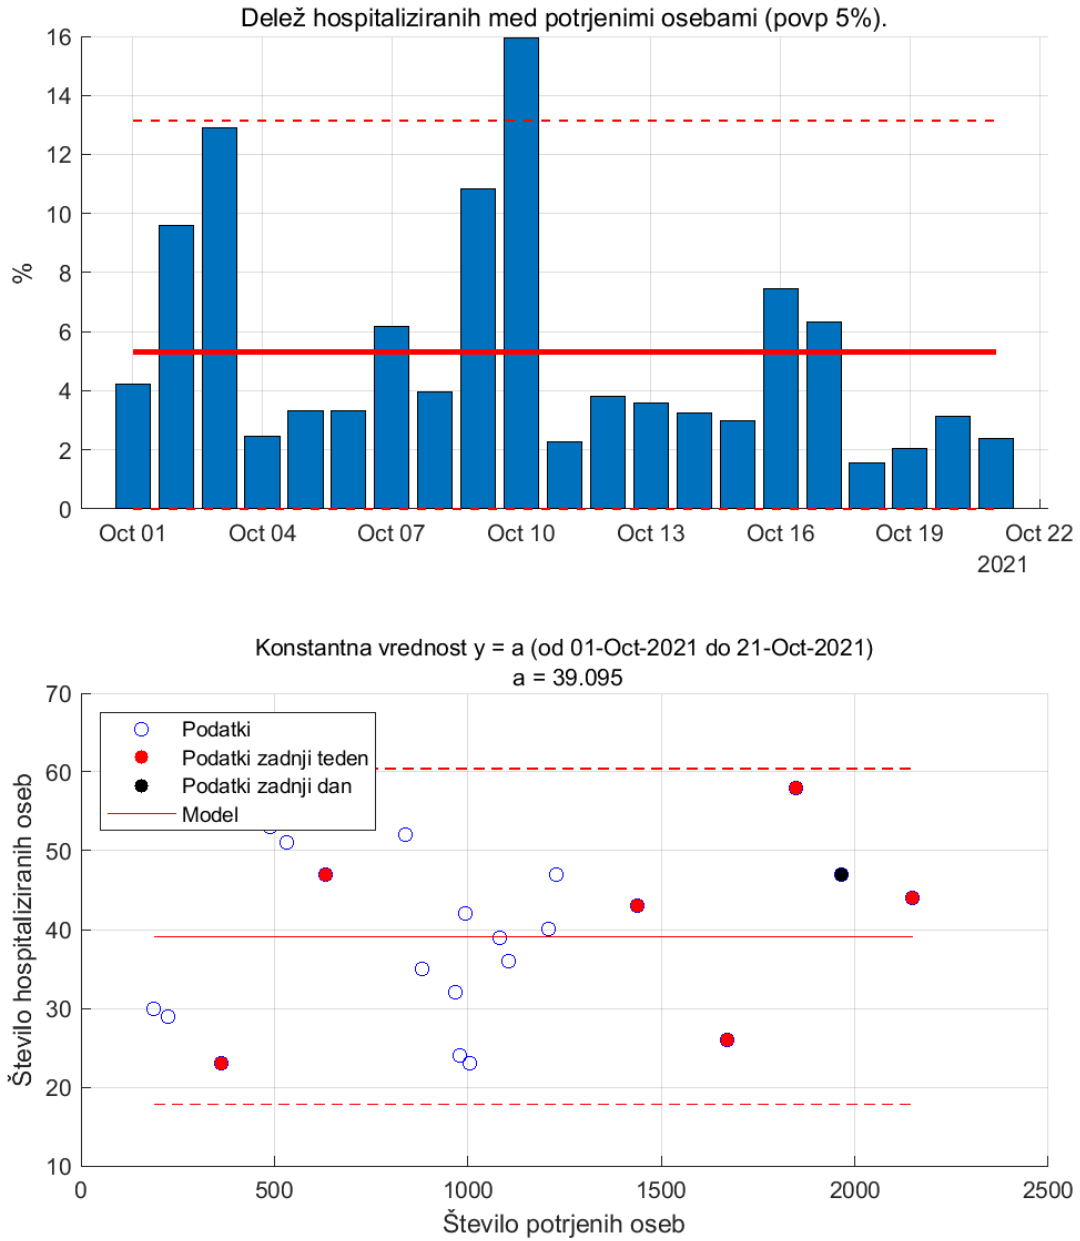 Delež hospitaliziranih med potrjenimi osebami (povp 5%).
16
14
12
10
8
6
4
2
0
%
Oct 01 Oct 04 Oct 07 Oct 10 Oct 13 Oct 16 Oct 19 Oct 22
2021
Konstantna vrednost y = a (od 01-Oct-2021 do 21-Oct-2021)
a = 39.095
70
60
50
40
30
20
10
Število hospitaliziranih oseb
Podatki
Podatki zadnji teden
Podatki zadnji dan
Model
0 500 1000 1500 2000 2500
Število potrjenih oseb